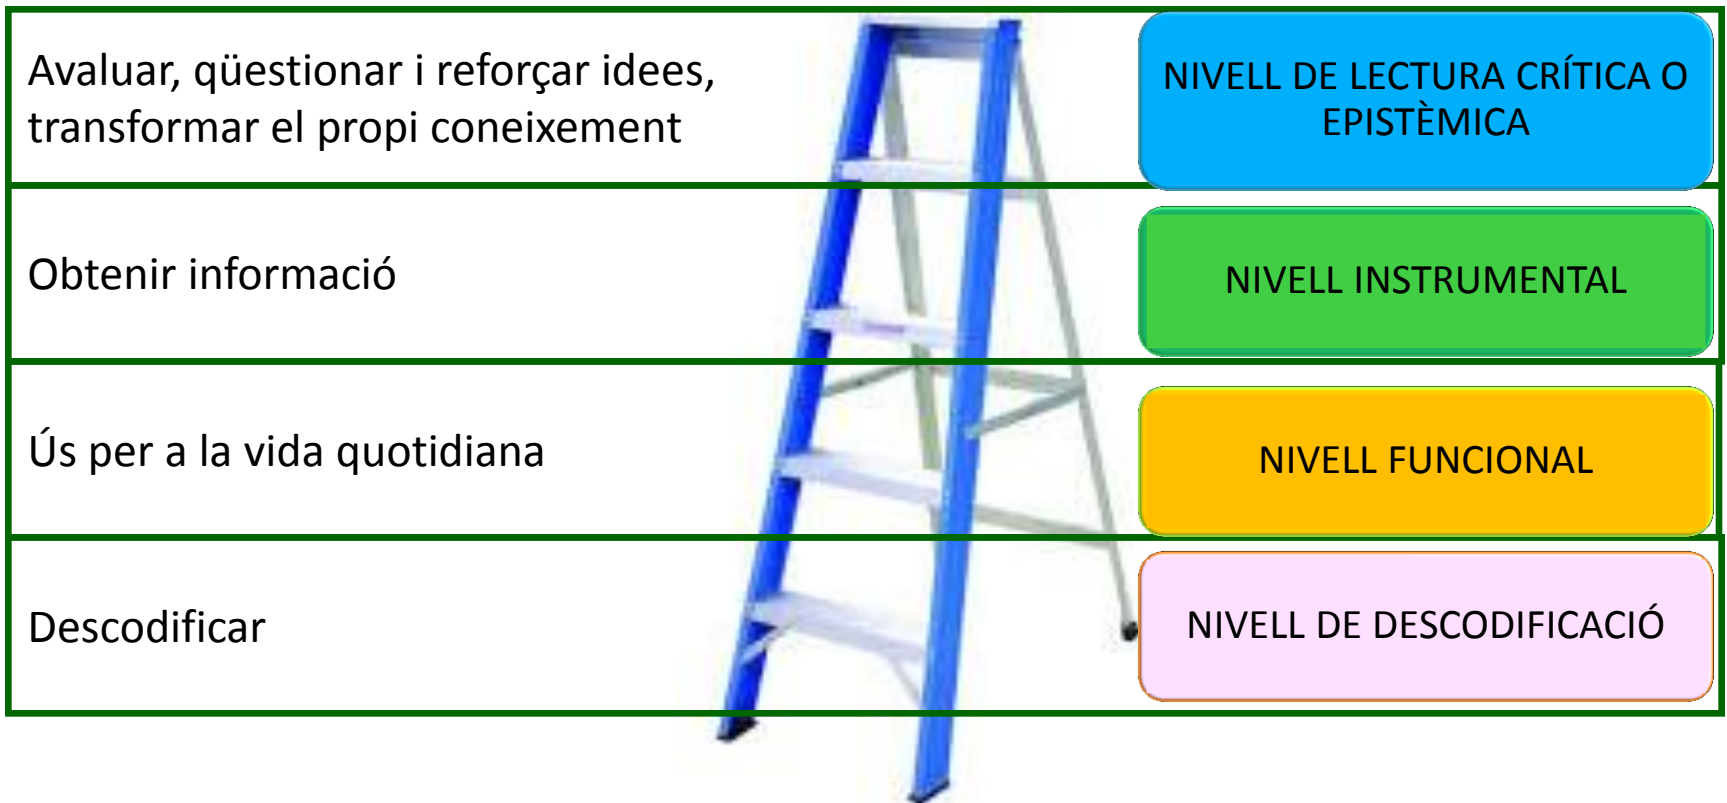 Avaluar, qüestionar i reforçar idees,
transformar el propi coneixement
NIVELL DE LECTURA CRÍTICA O
EPISTÈMICA
Obtenir informació
NIVELL INSTRUMENTAL
Ús per a la vida quotidiana
NIVELL FUNCIONAL
Descodificar
NIVELL DE DESCODIFICACIÓ